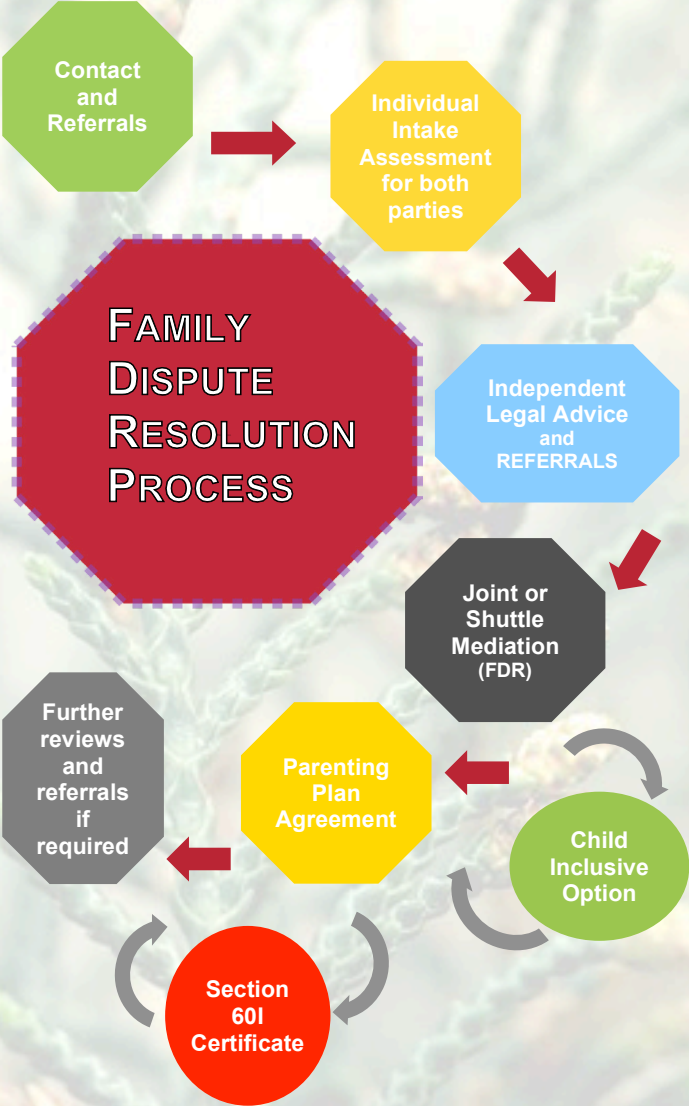 Contact
and
Referrals
Individual
Intake
Assessment
for both
parties
FAMILY
DISPUTE
RESOLUTION
PROCESS
Independent
Legal Advice
and
REFERRALS
Joint or
Shuttle
Mediation
(FDR)
Further
reviews
and
referrals
if
required
Parenting
Plan
Agreement
Child
Inclusive
Option
Section
60I
Certificate